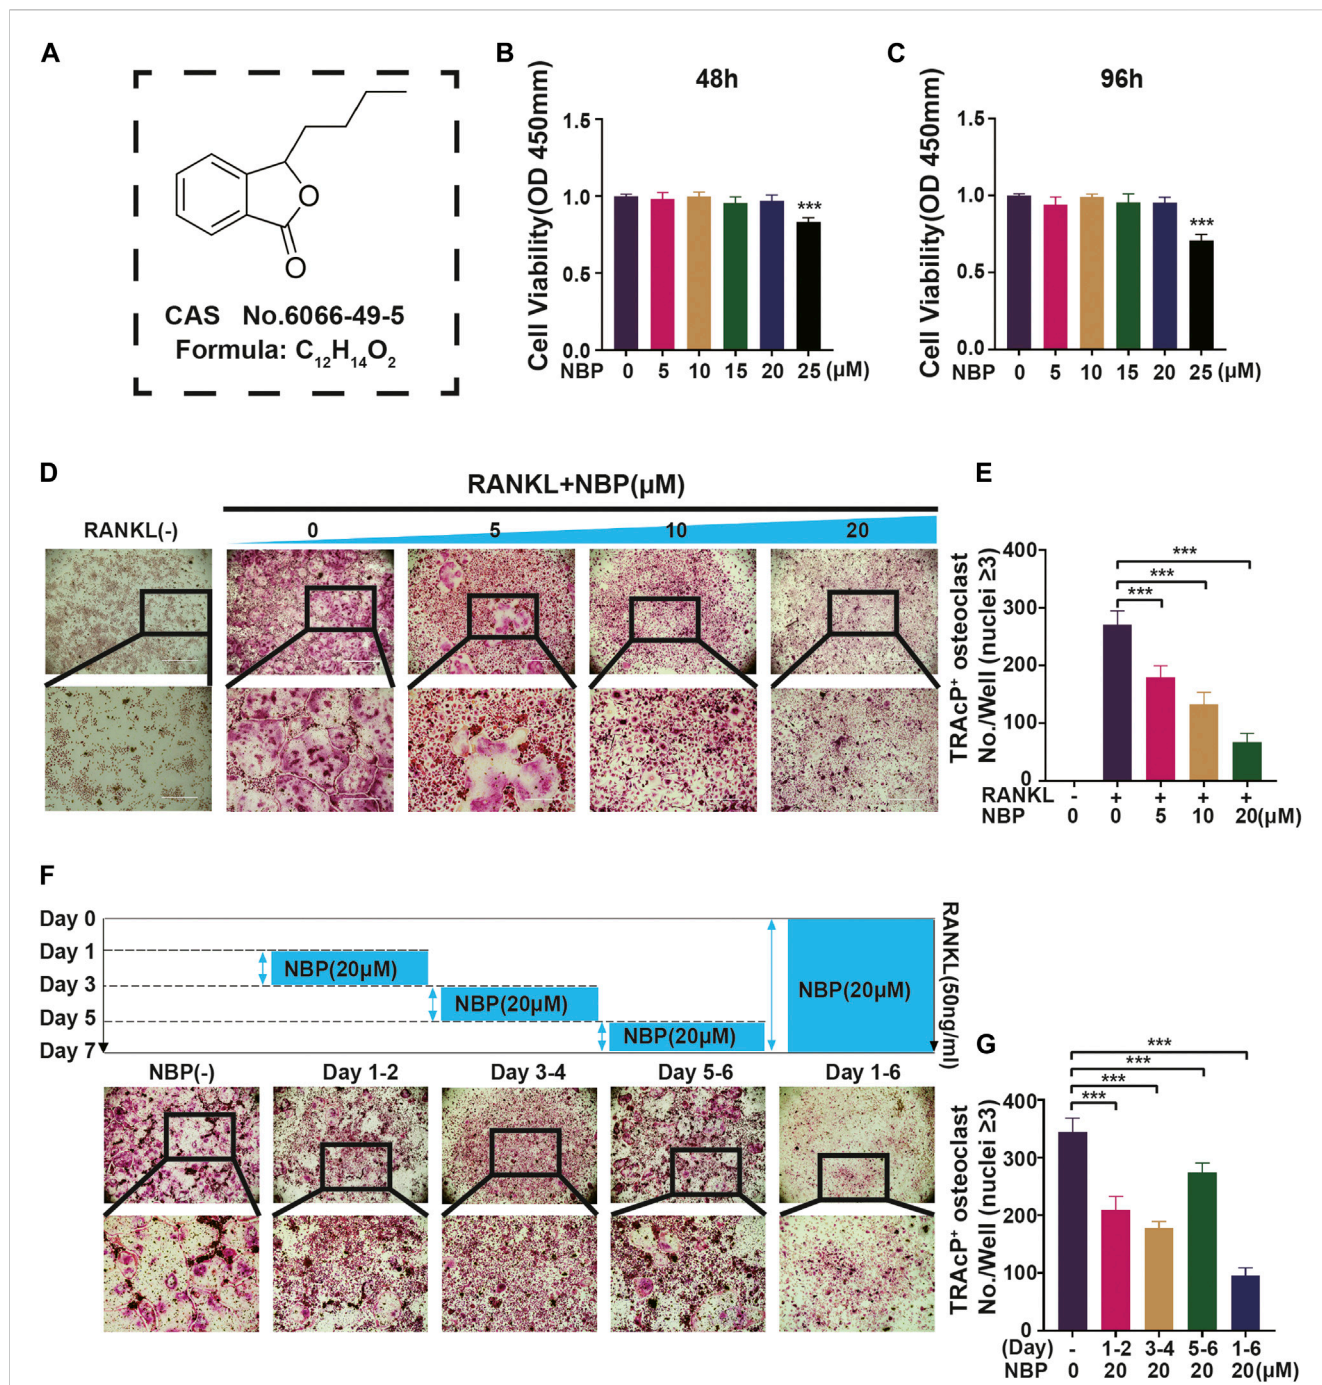 A
O
O
CAS No.6066-49-5
Formula: C12H14O2
B
48h
Cell Viability(OD 450mm)
1.5
1.0
0.5
0.0
***
NBP 0 5 10 15 20 25 (μM)
C
96h
Cell Viability(OD 450mm)
1.5
1.0
0.5
0.0
***
NBP 0 5 10 15 20 25 (μM)
D
RANKL+NBP(μM)
RANKL(-) 0 5 10 20
E
TRAcP+ osteoclast
No./Well (nuclei ≥3)
400
300
200
100
0
***
***
***
RANKL - + + + +
NBP 0 0 5 10 20(μM)
F
Day 0
Day 1
Day 3
Day 5
Day 7
NBP(20μM)
NBP(20μM)
NBP(20μM)
NBP(20μM)
RANKL(50ng/ml)
NBP(-) Day 1-2 Day 3-4 Day 5-6 Day 1-6
G
TRAcP+ osteoclast
No./Well (nuclei ≥3)
400
300
200
100
0
***
***
***
***
(Day) - 1-2 3-4 5-6 1-6
NBP 0 20 20 20 20(μM)